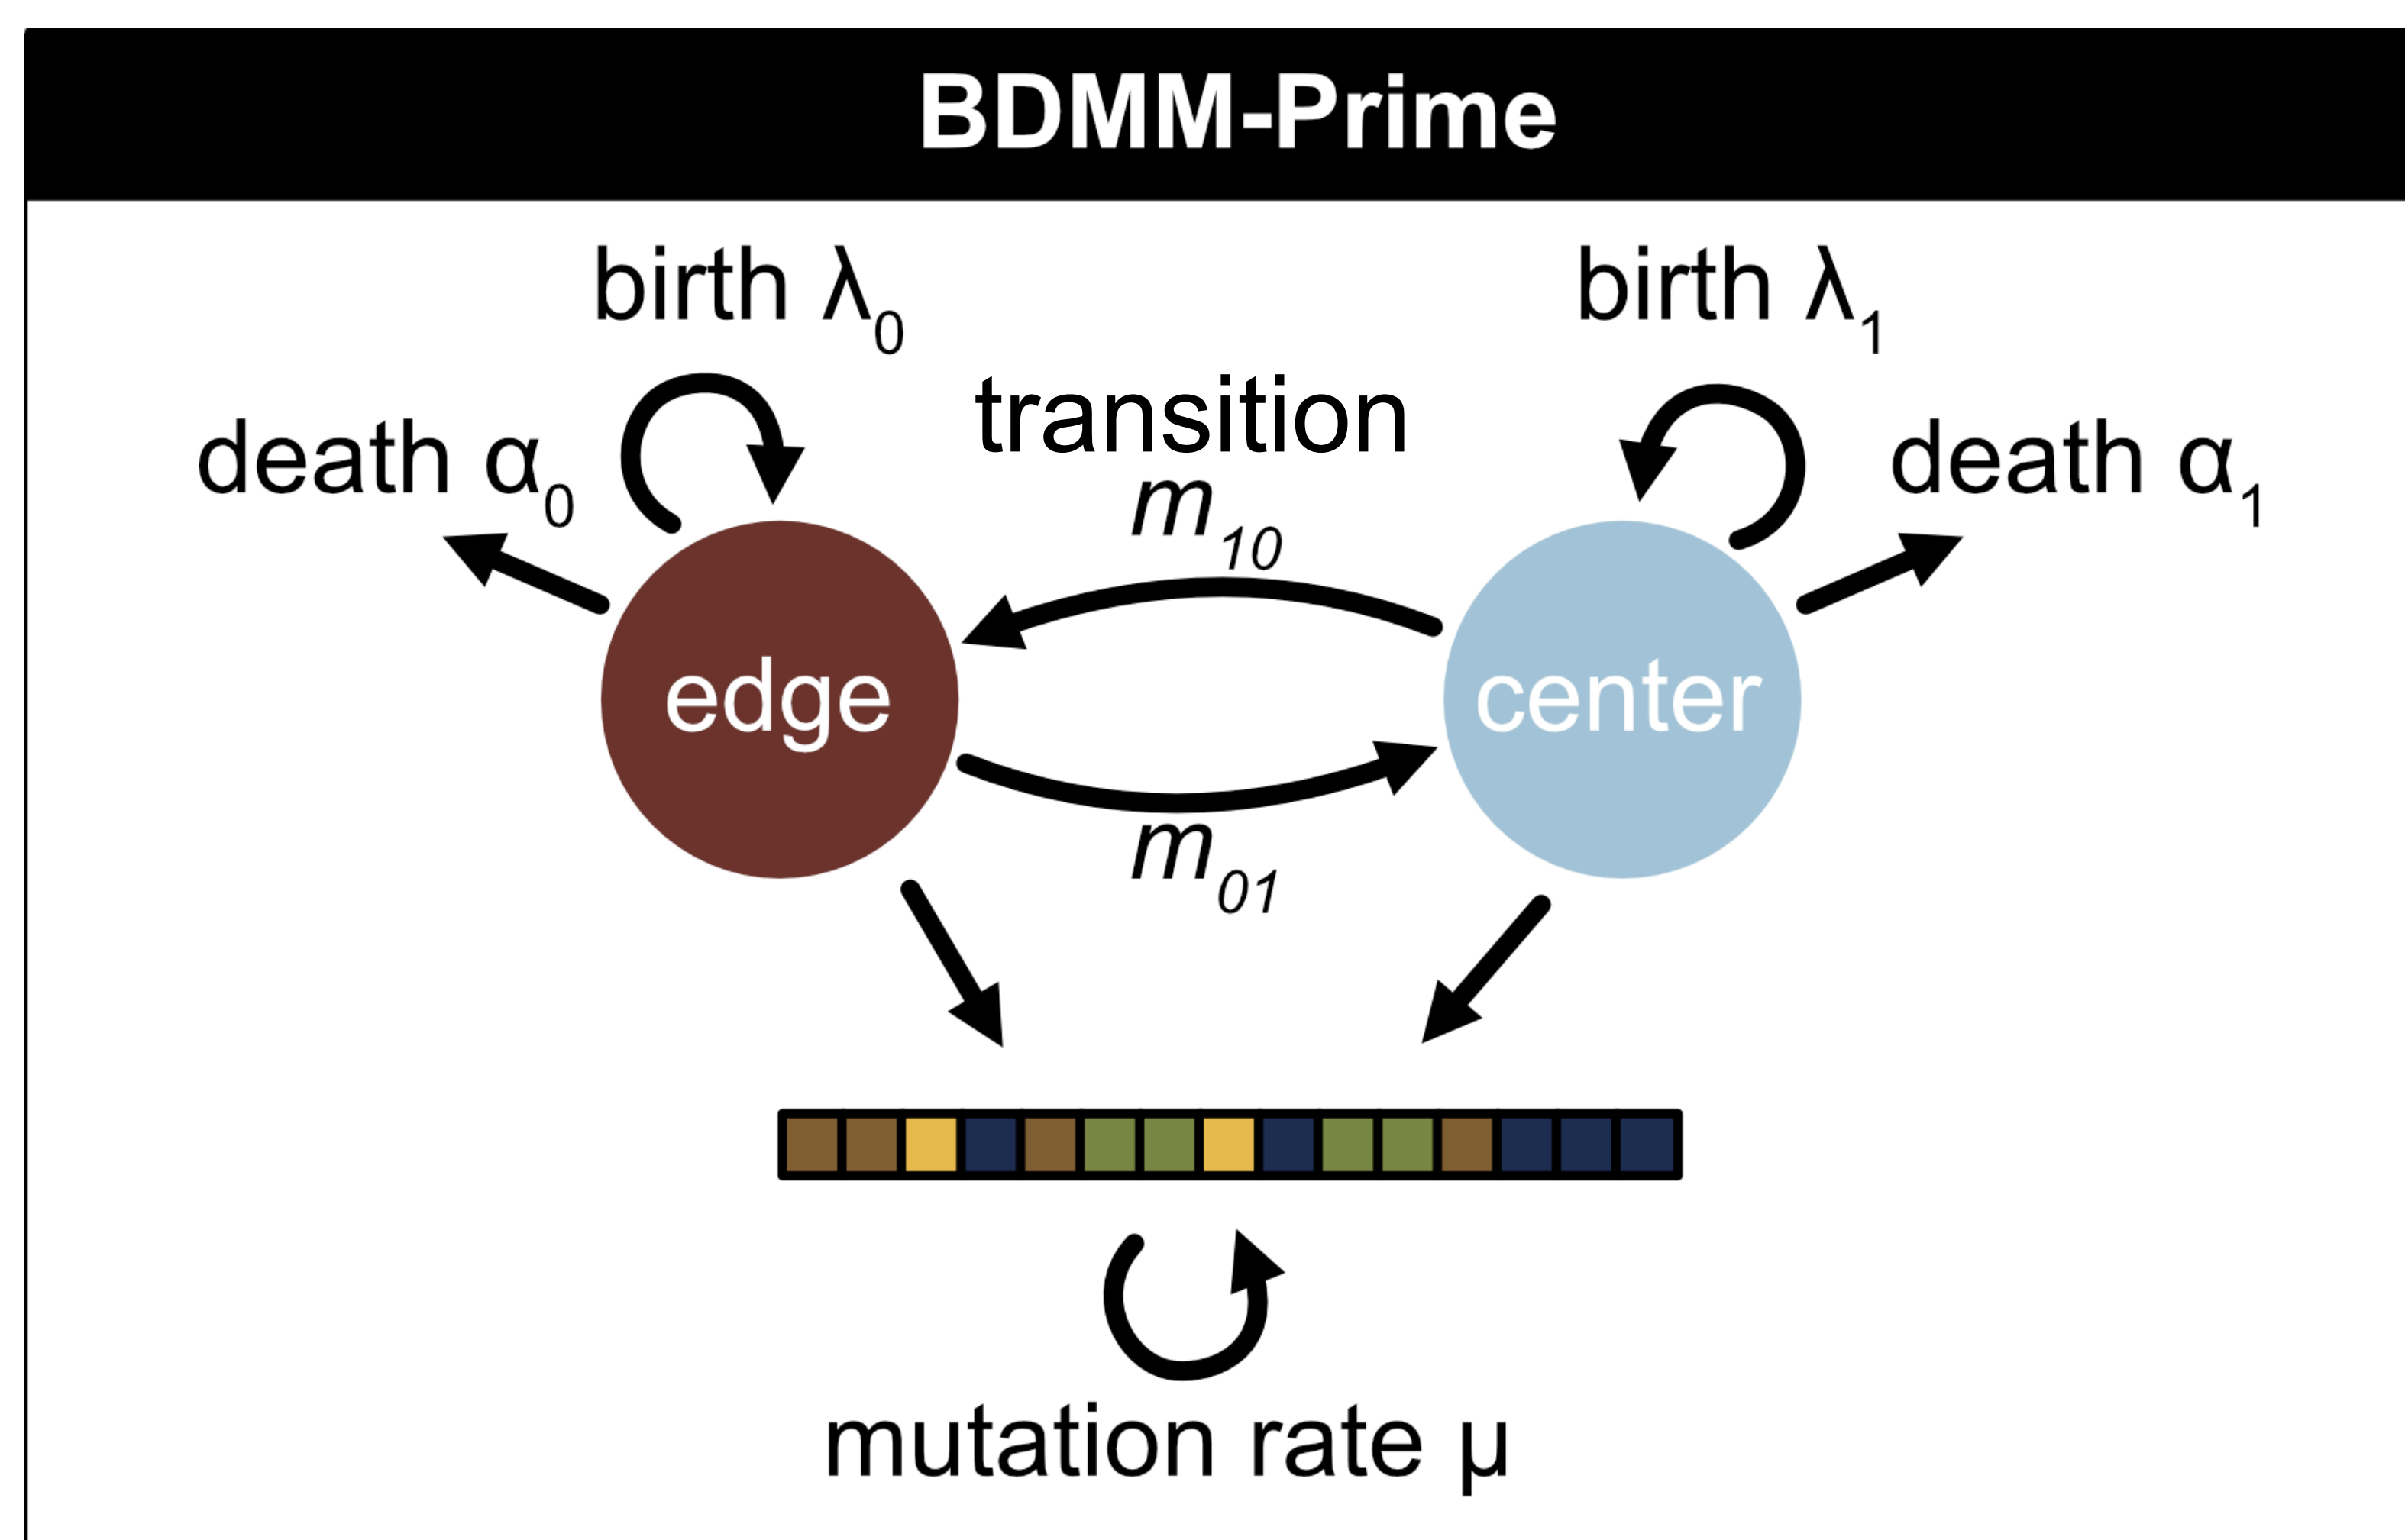 BDMM-Prime
birth λ₀
birth λ₁
transition
death α₀
death α₁
m₁₀
edge
center
m₀₁
mutation rate μ